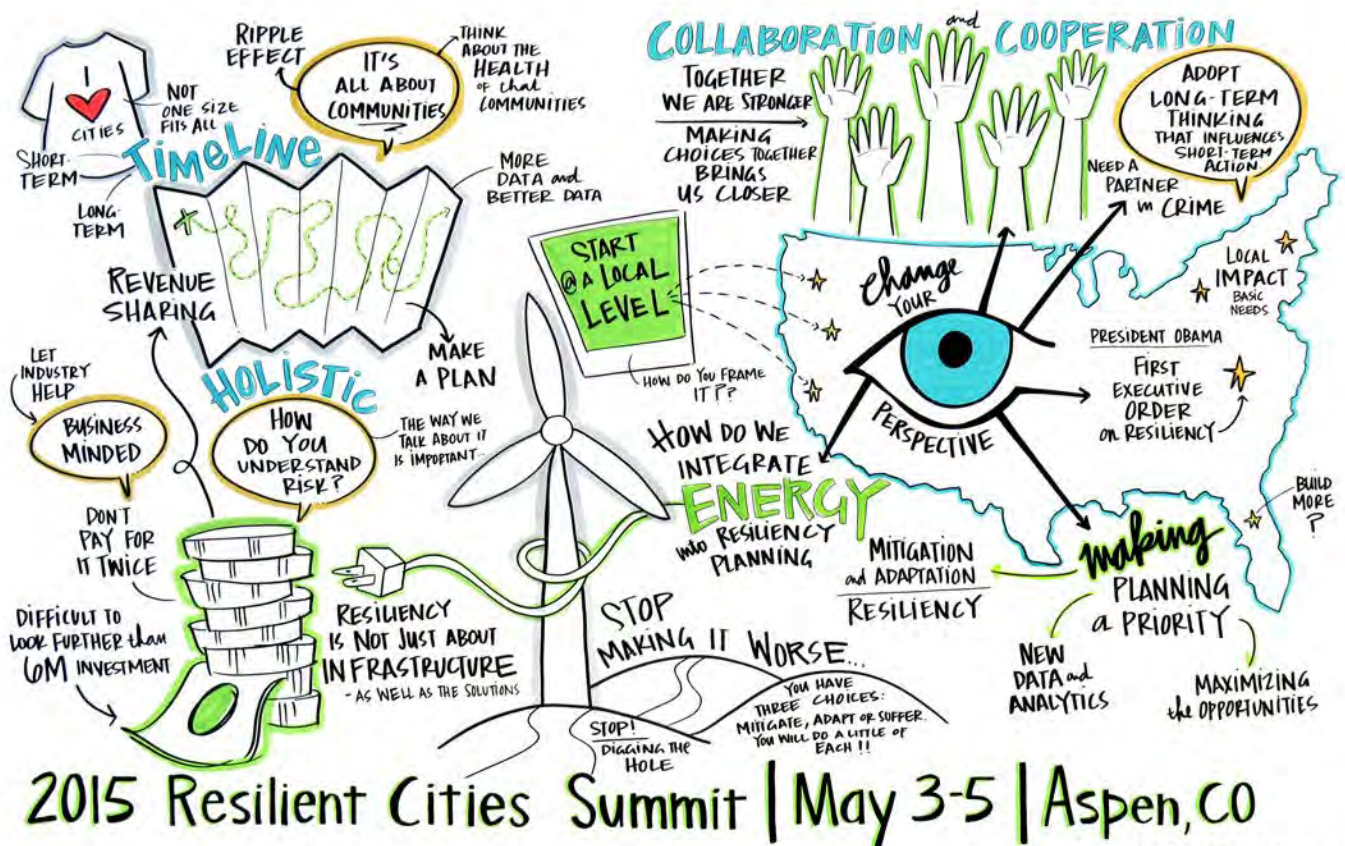 I
CITIES
NOT
ONE SIZE
FITS ALL
SHORT-
TERM
LONG-
TERM
TIMELINE
RIPPLE
EFFECT
IT'S
ALL ABOUT
COMMUNITIES
THINK
ABOUT THE
HEALTH
of that
COMMUNITIES
MORE
DATA and
BETTER DATA
REVENUE
SHARING
MAKE
A PLAN
HOLISTIC
LET
INDUSTRY
HELP
BUSINESS
MINDED
HOW
DO YOU
UNDERSTAND
RISK?
THE WAY WE
TALK ABOUT IT
IS IMPORTANT...
DON'T
PAY FOR
IT TWICE
DIFFICULT TO
LOOK FURTHER than
6M INVESTMENT
RESILIENCY
IS NOT JUST ABOUT
INFRASTRUCTURE
- AS WELL AS THE SOLUTIONS
COLLABORATION and COOPERATION
TOGETHER
WE ARE STRONGER
MAKING
CHOICES TOGETHER
BRINGS
US CLOSER
ADOPT
LONG-TERM
THINKING
THAT INFLUENCES
SHORT-TERM
ACTION
NEED A
PARTNER
in CRIME
START
@ A LOCAL
LEVEL
HOW DO YOU FRAME
IT??
change
YOUR
PERSPECTIVE
LOCAL
IMPACT
BASIC
NEEDS
PRESIDENT OBAMA
FIRST
EXECUTIVE
ORDER
on RESILIENCY
BUILD
MORE
?
HOW DO WE
INTEGRATE
ENERGY
into RESILIENCY
PLANNING
MITIGATION
and ADAPTATION
RESILIENCY
making
PLANNING
a PRIORITY
NEW
DATA and
ANALYTICS
MAXIMIZING
the OPPORTUNITIES
STOP
MAKING IT WORSE...
STOP!
DIGGING THE
HOLE
YOU HAVE
THREE CHOICES:
MITIGATE, ADAPT OR SUFFER.
YOU WILL DO A LITTLE OF
EACH!!
2015 Resilient Cities Summit | May 3-5 | Aspen, CO